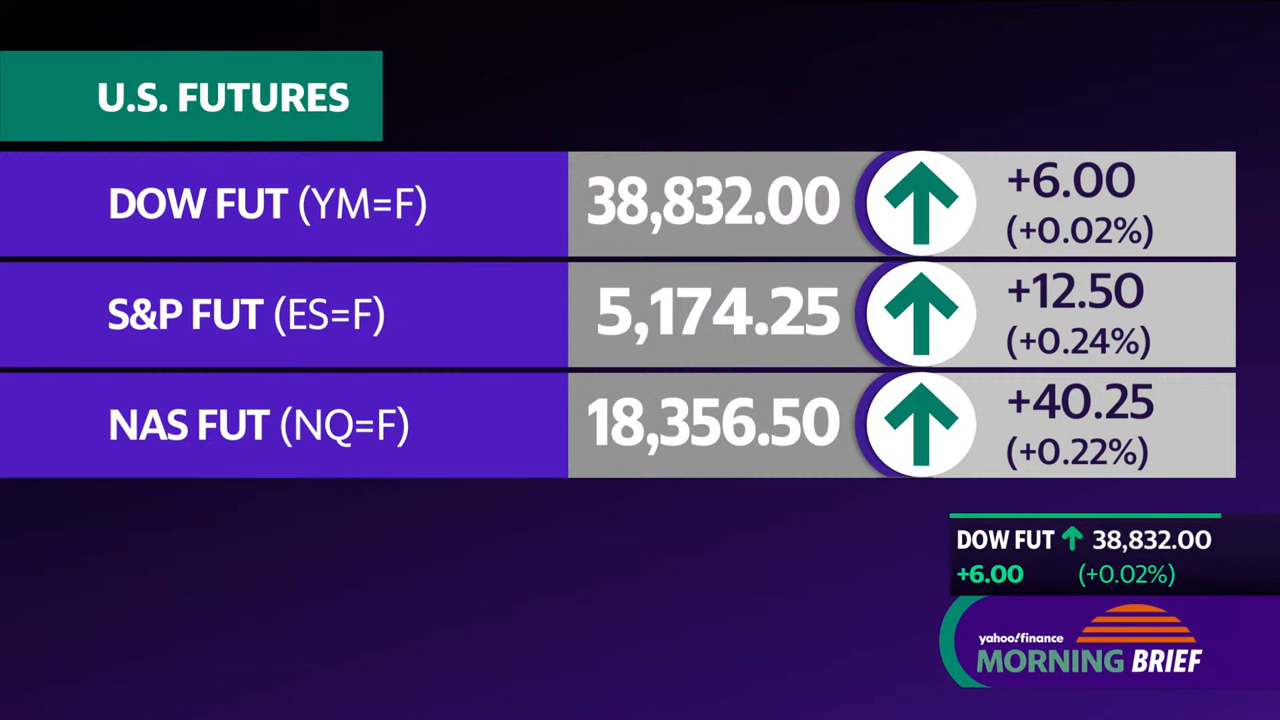 U.S. FUTURES
DOW FUT (YM=F) 38,832.00 +6.00
(+0.02%)
S&P FUT (ES=F) 5,174.25 +12.50
(+0.24%)
NAS FUT (NQ=F) 18,356.50 +40.25
(+0.22%)
DOW FUT 38,832.00
+6.00 (+0.02%)
yahoo!finance
MORNING BRIEF